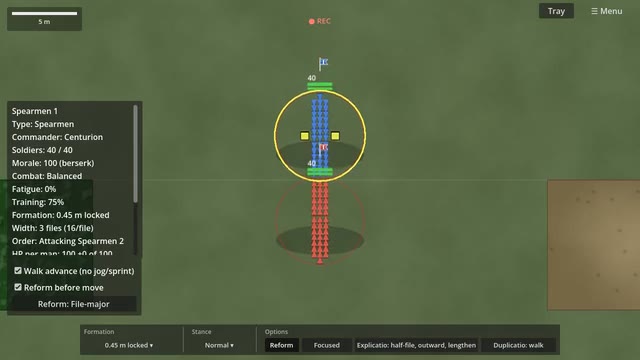 5 m
REC
Tray
☰ Menu
40
Spearmen 1
Type: Spearmen
Commander: Centurion
Soldiers: 40 / 40
Morale: 100 (berserk)
Combat: Balanced
Fatigue: 0%
Training: 75%
Formation: 0.45 m locked
Width: 3 files (16/file)
Order: Attacking Spearmen 2
HP per man: 100 +0 of 100
40
Walk advance (no jog/sprint)
Reform before move
Reform: File-major
Formation
0.45 m locked ▾
Stance
Normal ▾
Options
Reform
Focused
Explicatio: half-file, outward, lengthen
Duplicatio: walk